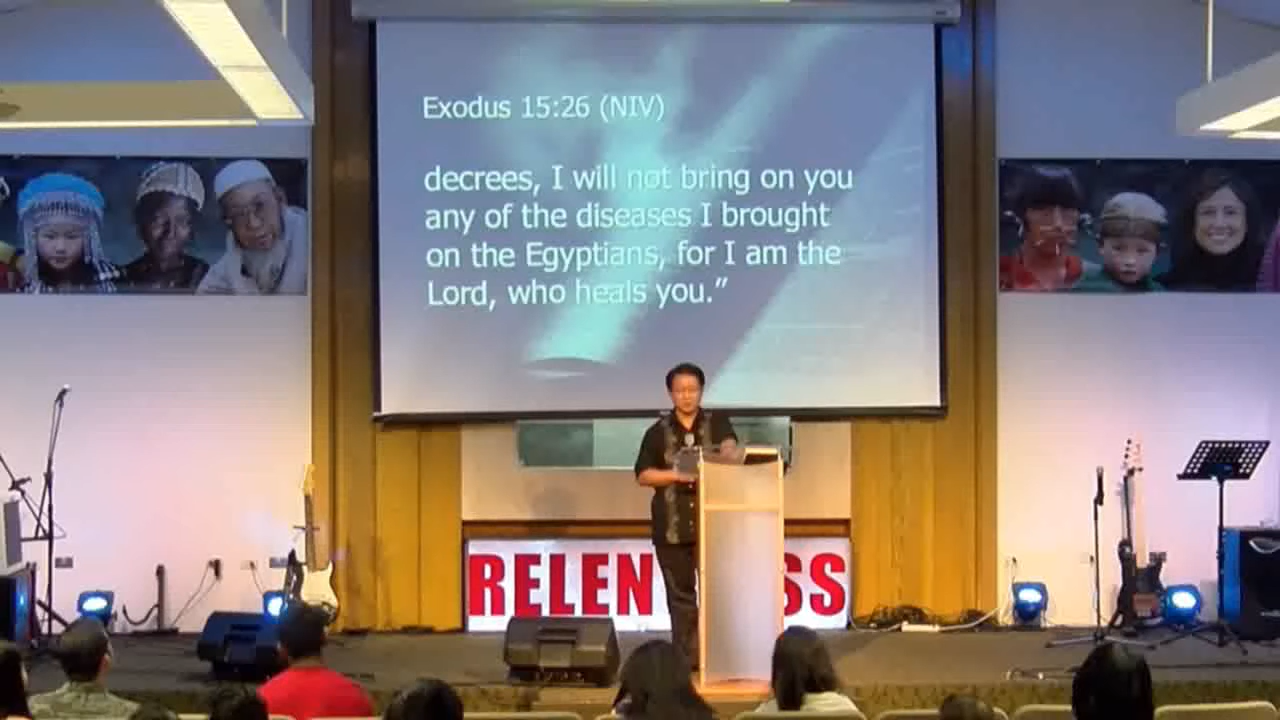 Exodus 15:26 (NIV)
decrees, I will not bring on you
any of the diseases I brought
on the Egyptians, for I am the
Lord, who heals you.”
RELEN SS